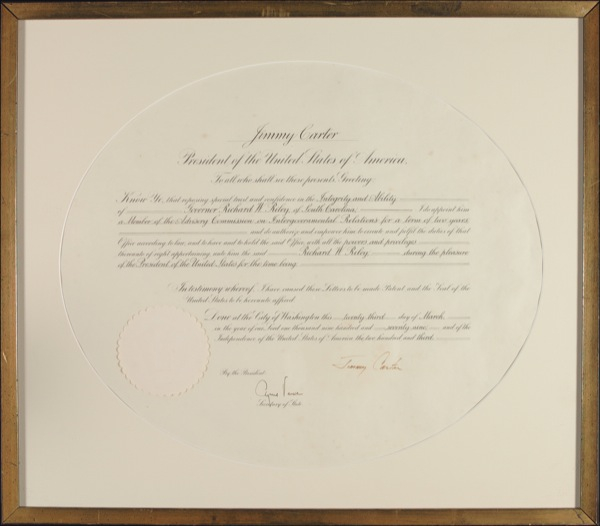 Jimmy Carter
President of the United States of America.
To all who shall see these presents, Greeting:
Know Ye, that reposing special trust and confidence in the Integrity and Ability
of Governor Richard W. Riley, of South Carolina, I do appoint him
a Member of the Advisory Commission on Intergovernmental Relations for a term of two years,
and do authorize and empower him to execute and fulfil the duties of that
Office according to law, and to have and to hold the said Office, with all the powers and privileges
thereunto of right appertaining unto him the said Richard W. Riley, during the pleasure
of the President of the United States for the time being.
In testimony whereof, I have caused these Letters to be made Patent and the Seal of the
United States to be hereunto affixed.
Done at the City of Washington this twenty-third day of March,
in the year of our Lord one thousand nine hundred and seventy-nine and of the
Independence of the United States of America the two hundred and third.
By the President:
Jimmy Carter
Cyrus Vance
Secretary of State